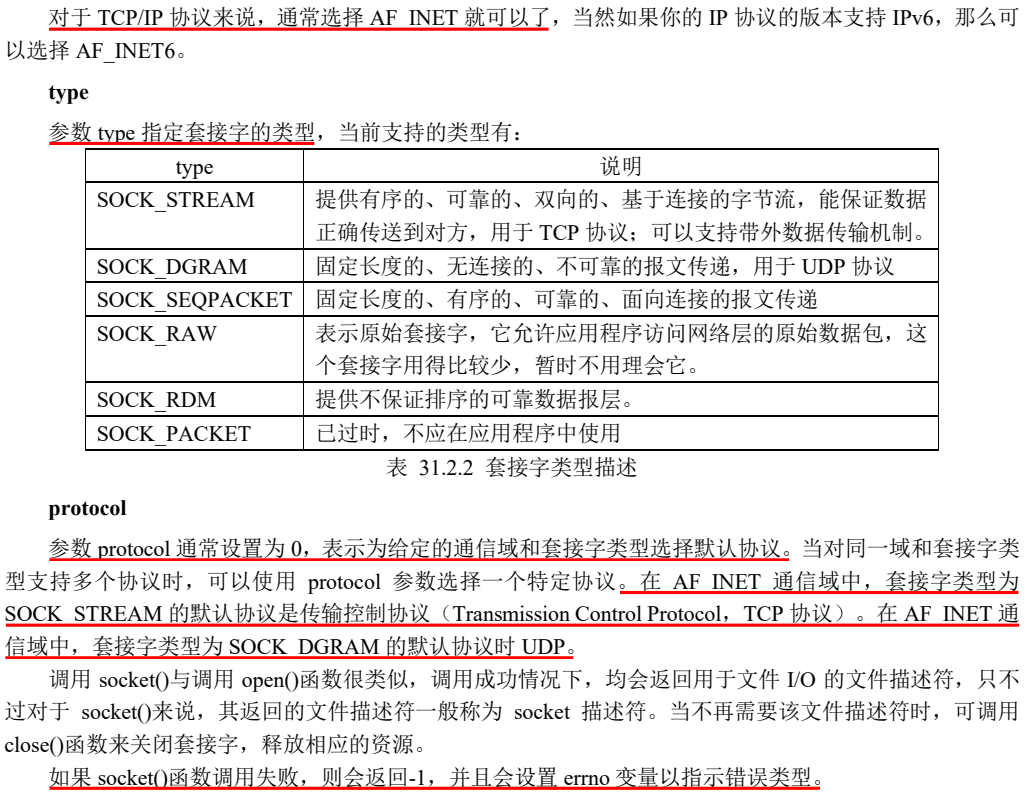 对于 TCP/IP 协议来说，通常选择 AF_INET 就可以了，当然如果你的 IP 协议的版本支持 IPv6，那么可
以选择 AF_INET6。
type
参数 type 指定套接字的类型，当前支持的类型有：
type 说明
SOCK_STREAM 提供有序的、可靠的、双向的、基于连接的字节流，能保证数据
正确传送到对方，用于 TCP 协议；可以支持带外数据传输机制。
SOCK_DGRAM 固定长度的、无连接的、不可靠的报文传递，用于 UDP 协议
SOCK_SEQPACKET 固定长度的、有序的、可靠的、面向连接的报文传递
SOCK_RAW 表示原始套接字，它允许应用程序访问网络层的原始数据包，这
个套接字用得比较少，暂时不用理会它。
SOCK_RDM 提供不保证排序的可靠数据报层。
SOCK_PACKET 已过时，不应在应用程序中使用
表 31.2.2 套接字类型描述
protocol
参数 protocol 通常设置为 0，表示为给定的通信域和套接字类型选择默认协议。当对同一域和套接字类
型支持多个协议时，可以使用 protocol 参数选择一个特定协议。在 AF_INET 通信域中，套接字类型为
SOCK_STREAM 的默认协议是传输控制协议（Transmission Control Protocol，TCP 协议）。在 AF_INET 通
信域中，套接字类型为 SOCK_DGRAM 的默认协议时 UDP。
调用 socket()与调用 open()函数很类似，调用成功情况下，均会返回用于文件 I/O 的文件描述符，只不
过对于 socket()来说，其返回的文件描述符一般称为 socket 描述符。当不再需要该文件描述符时，可调用
close()函数来关闭套接字，释放相应的资源。
如果 socket()函数调用失败，则会返回-1，并且会设置 errno 变量以指示错误类型。